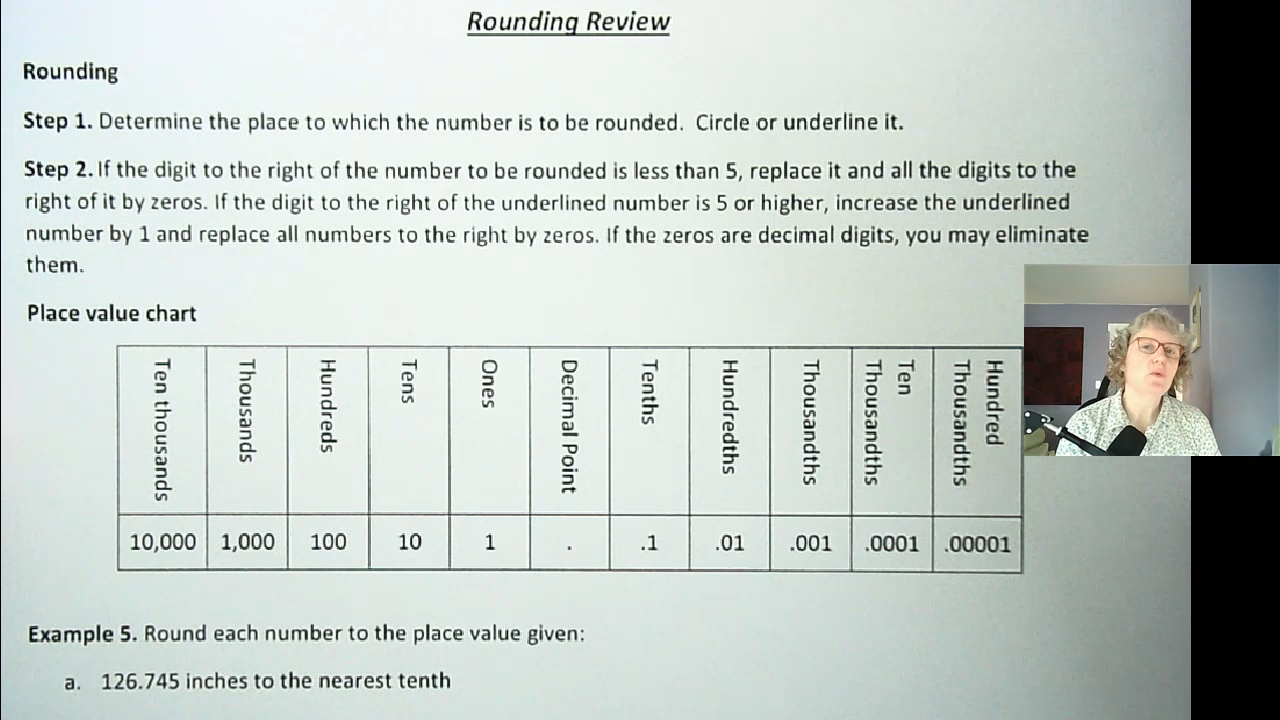 Rounding Review
Rounding
Step 1. Determine the place to which the number is to be rounded. Circle or underline it.
Step 2. If the digit to the right of the number to be rounded is less than 5, replace it and all the digits to the
right of it by zeros. If the digit to the right of the underlined number is 5 or higher, increase the underlined
number by 1 and replace all numbers to the right by zeros. If the zeros are decimal digits, you may eliminate
them.
Place value chart
Ten thousands
Thousands
Hundreds
Tens
Ones
Decimal Point
Tenths
Hundredths
Thousandths
Ten
Thousandths
Hundred
Thousandths
10,000 1,000 100 10 1 . .1 .01 .001 .0001 .00001
Example 5. Round each number to the place value given:
a. 126.745 inches to the nearest tenth